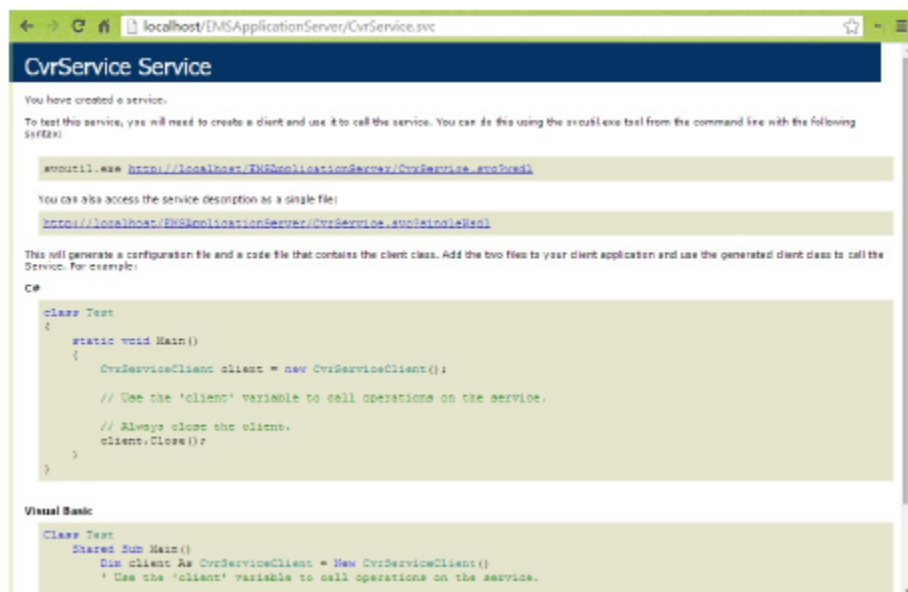 localhost/EMSApplicationServer/CvrService.svc
CvrService Service
You have created a service.
To test this service, you will need to create a client and use it to call the service. You can do this using the svcutil.exe tool from the command line with the following
syntax:
svcutil.exe http://localhost/EMSApplicationServer/CvrService.svc?wsdl
You can also access the service description as a single file:
http://localhost/EMSApplicationServer/CvrService.svc?singleWsdl
This will generate a configuration file and a code file that contains the client class. Add the two files to your client application and use the generated client class to call the
Service. For example:
C#
class Test
{
static void Main()
{
CvrServiceClient client = new CvrServiceClient();
// Use the 'client' variable to call operations on the service.
// Always close the client.
client.Close();
}
}
Visual Basic
Class Test
Shared Sub Main()
Dim client As CvrServiceClient = New CvrServiceClient()
' Use the 'client' variable to call operations on the service.